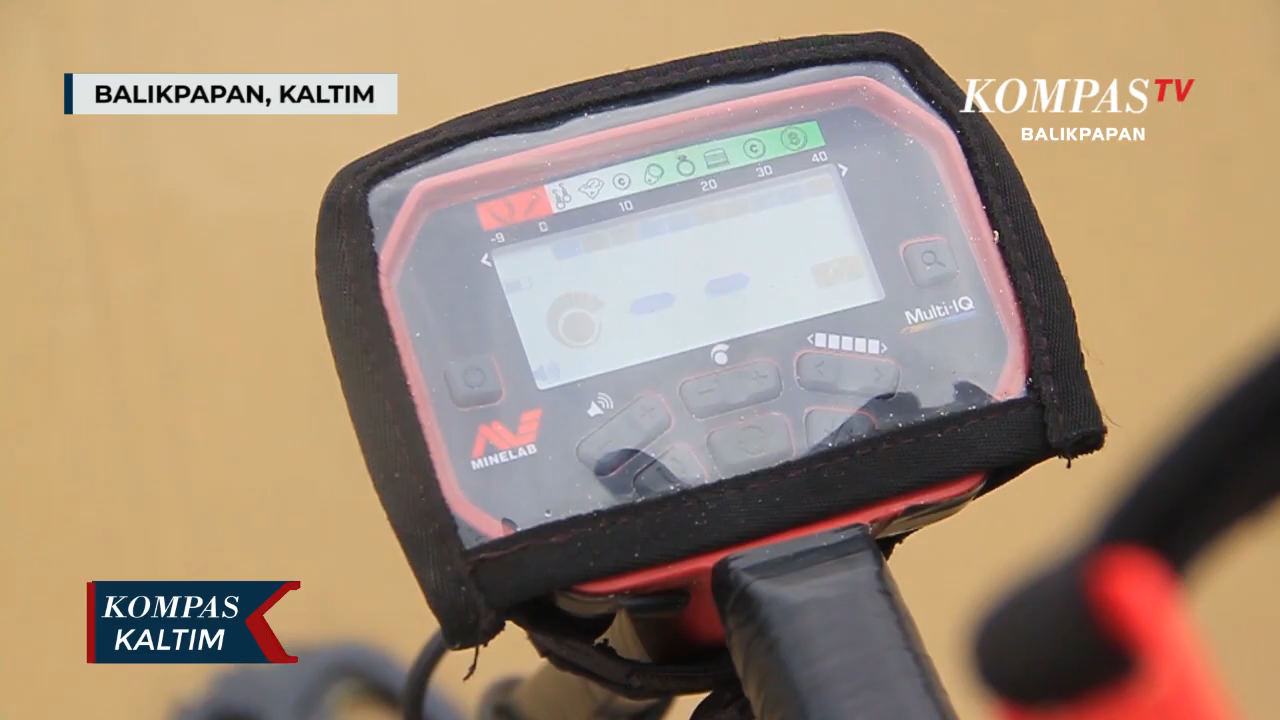 BALIKPAPAN, KALTIM
KOMPASTV
BALIKPAPAN
-9 0 10 20 30 40
Multi-IQ
MINELAB
KOMPAS
KALTIM